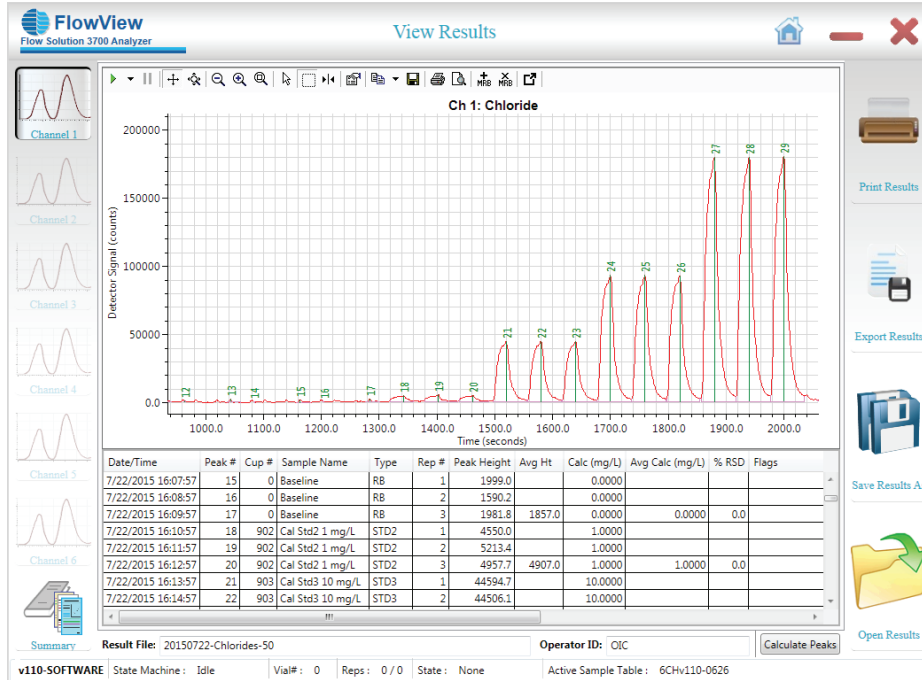 FlowView
Flow Solution 3700 Analyzer
View Results
Channel 1
Channel 2
Channel 3
Channel 4
Channel 5
Channel 6
Summary
MRB MRB
Ch 1: Chloride
Detector Signal (counts)
200000
150000
100000
50000
0.0
12 13 14 15 16 17 18 19 20 21 22 23 24 25 26 27 28 29
1000.0 1100.0 1200.0 1300.0 1400.0 1500.0 1600.0 1700.0 1800.0 1900.0 2000.0
Time (seconds)
Date/Time Peak # Cup # Sample Name Type Rep # Peak Height Avg Ht Calc (mg/L) Avg Calc (mg/L) % RSD Flags
7/22/2015 16:07:57 15 0 Baseline RB 1 1999.0 0.0000
7/22/2015 16:08:57 16 0 Baseline RB 2 1590.2 0.0000
7/22/2015 16:09:57 17 0 Baseline RB 3 1981.8 1857.0 0.0000 0.0000 0.0
7/22/2015 16:10:57 18 902 Cal Std2 1 mg/L STD2 1 4550.0 1.0000
7/22/2015 16:11:57 19 902 Cal Std2 1 mg/L STD2 2 5213.4 1.0000
7/22/2015 16:12:57 20 902 Cal Std2 1 mg/L STD2 3 4957.7 4907.0 1.0000 1.0000 0.0
7/22/2015 16:13:57 21 903 Cal Std3 10 mg/L STD3 1 44594.7 10.0000
7/22/2015 16:14:57 22 903 Cal Std3 10 mg/L STD3 2 44506.1 10.0000
Print Results
Export Results
Save Results A
Open Results
Result File: 20150722-Chlorides-50 Operator ID: OIC Calculate Peaks
v110-SOFTWARE State Machine : Idle Vial# : 0 Reps : 0 / 0 State : None Active Sample Table : 6CHv110-0626